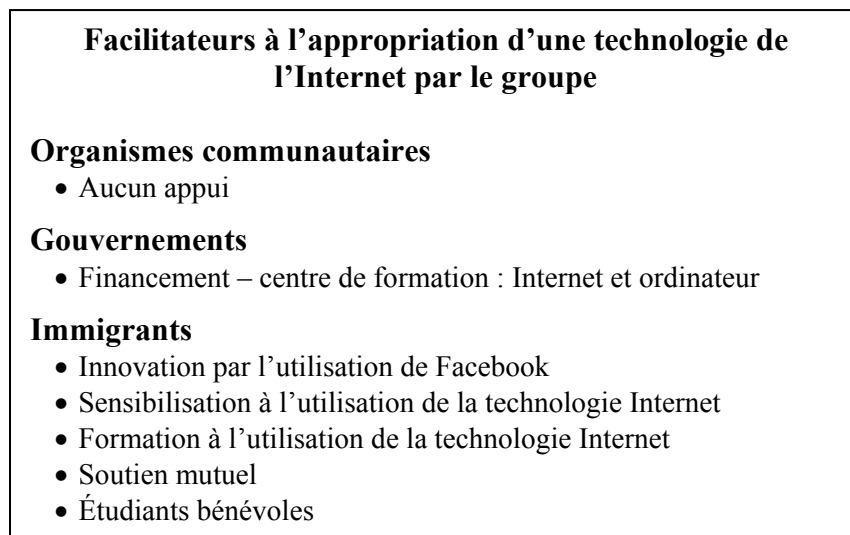 Facilitateurs à l’appropriation d’une technologie de
l’Internet par le groupe
Organismes communautaires
• Aucun appui
Gouvernements
• Financement – centre de formation : Internet et ordinateur
Immigrants
• Innovation par l’utilisation de Facebook
• Sensibilisation à l’utilisation de la technologie Internet
• Formation à l’utilisation de la technologie Internet
• Soutien mutuel
• Étudiants bénévoles